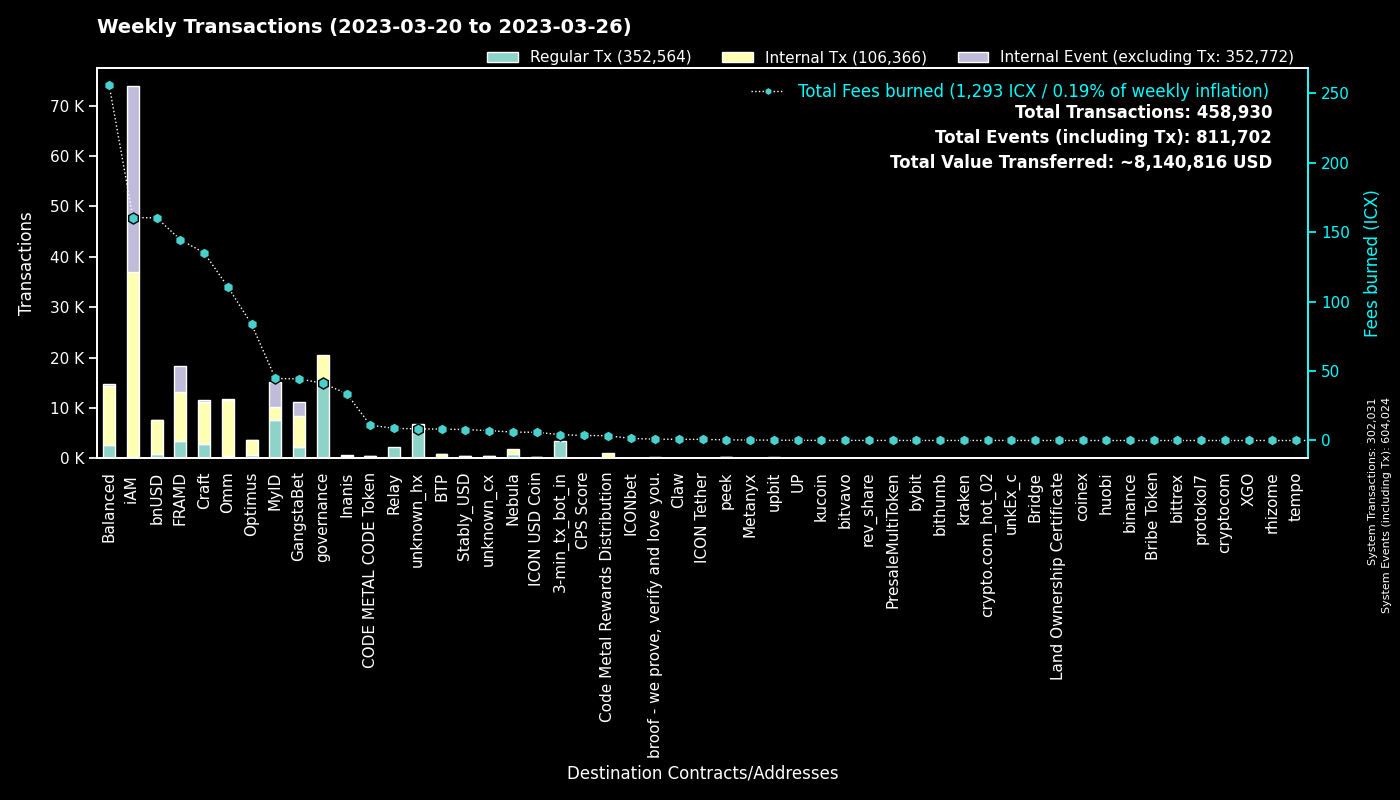 Weekly Transactions (2023-03-20 to 2023-03-26)
Regular Tx (352,564)
Internal Tx (106,366)
Internal Event (excluding Tx: 352,772)
Total Fees burned (1,293 ICX / 0.19% of weekly inflation)
Total Transactions: 458,930
Total Events (including Tx): 811,702
Total Value Transferred: ~8,140,816 USD
Transactions
70 K
60 K
50 K
40 K
30 K
20 K
10 K
0 K
250
200
150
100
50
0
Fees burned (ICX)
System Transactions: 302,031
System Events (including Tx): 604,024
Balanced
iAM
bnUSD
FRAMD
Craft
Omm
Optimus
MyID
GangstaBet
governance
Inanis
CODE METAL CODE Token
Relay
unknown_hx
BTP
Stably_USD
unknown_cx
Nebula
ICON USD Coin
3-min_tx_bot_in
CPS Score
Code Metal Rewards Distribution
ICONbet
broof - we prove, verify and love you.
Claw
ICON Tether
peek
Metanyx
upbit
UP
kucoin
bitvavo
rev_share
PresaleMultiToken
bybit
bithumb
kraken
crypto.com_hot_02
unkEx_c
Bridge
Land Ownership Certificate
coinex
huobi
binance
Bribe Token
bittrex
protokol7
cryptocom
XGO
rhizome
tempo
Destination Contracts/Addresses